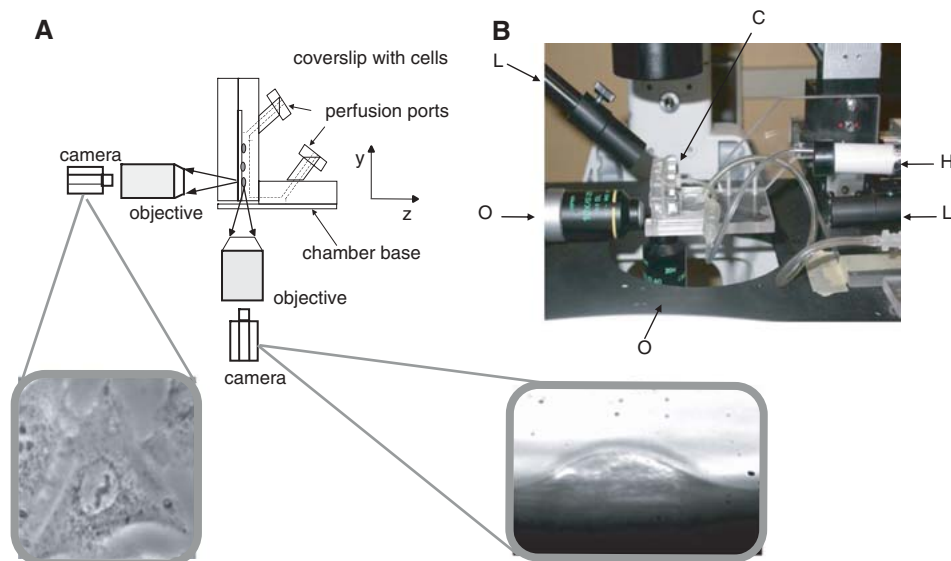 A
coverslip with cells
perfusion ports
camera
objective
y
z
chamber base
objective
camera
B
C
L
H
L
O
O